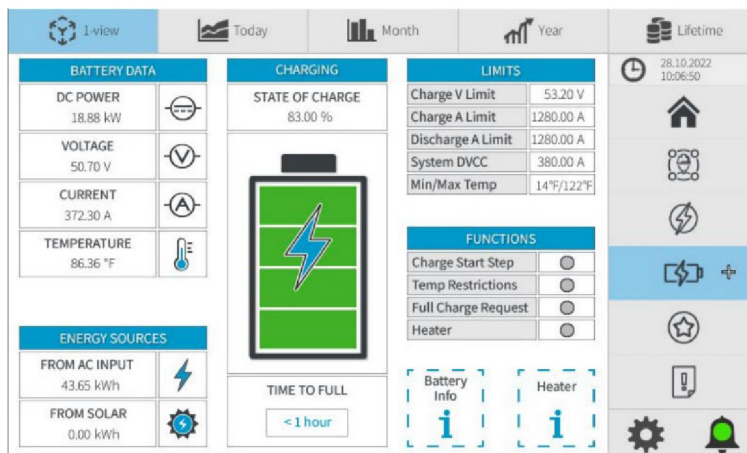 1-view
Today
Month
Year
Lifetime
BATTERY DATA
DC POWER
18.88 kW
VOLTAGE
50.70 V
CURRENT
372.30 A
TEMPERATURE
86.36 °F
ENERGY SOURCES
FROM AC INPUT
43.65 kWh
FROM SOLAR
0.00 kWh
CHARGING
STATE OF CHARGE
83.00 %
TIME TO FULL
< 1 hour
LIMITS
Charge V Limit 53.20 V
Charge A Limit 1280.00 A
Discharge A Limit 1280.00 A
System DVCC 380.00 A
Min/Max Temp 14°F/122°F
FUNCTIONS
Charge Start Step
Temp Restrictions
Full Charge Request
Heater
Battery
Info
i
Heater
i
28.10.2022
10:06:50